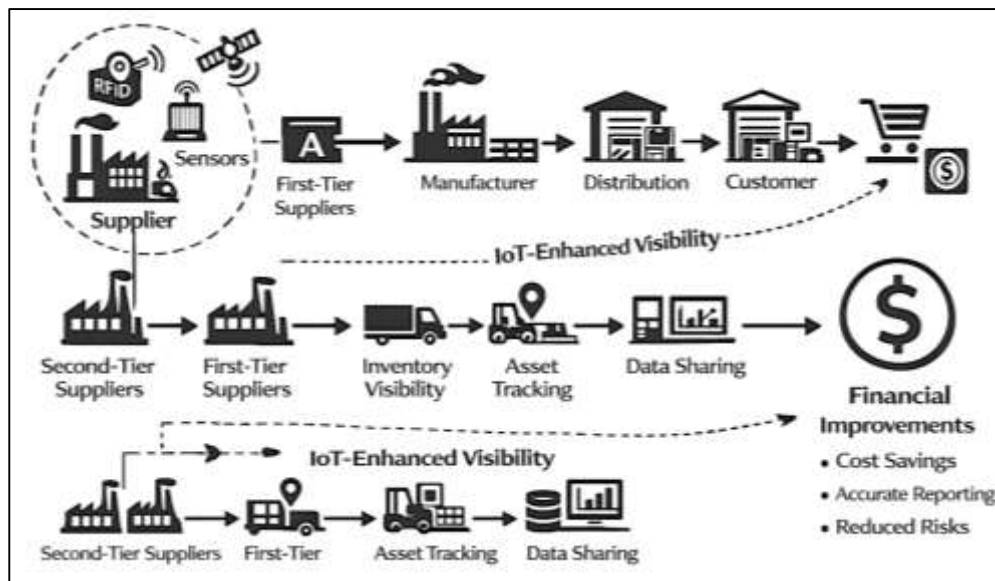 RFID
Sensors
Supplier
A
First-Tier
Suppliers
Manufacturer
Distribution
Customer
$
IoT-Enhanced Visibility
Second-Tier
Suppliers
First-Tier
Suppliers
Inventory
Visibility
Asset
Tracking
Data Sharing
$
Financial
Improvements
• Cost Savings
• Accurate Reporting
• Reduced Risks
IoT-Enhanced Visibility
Second-Tier Suppliers
First-Tier
Asset Tracking
Data Sharing